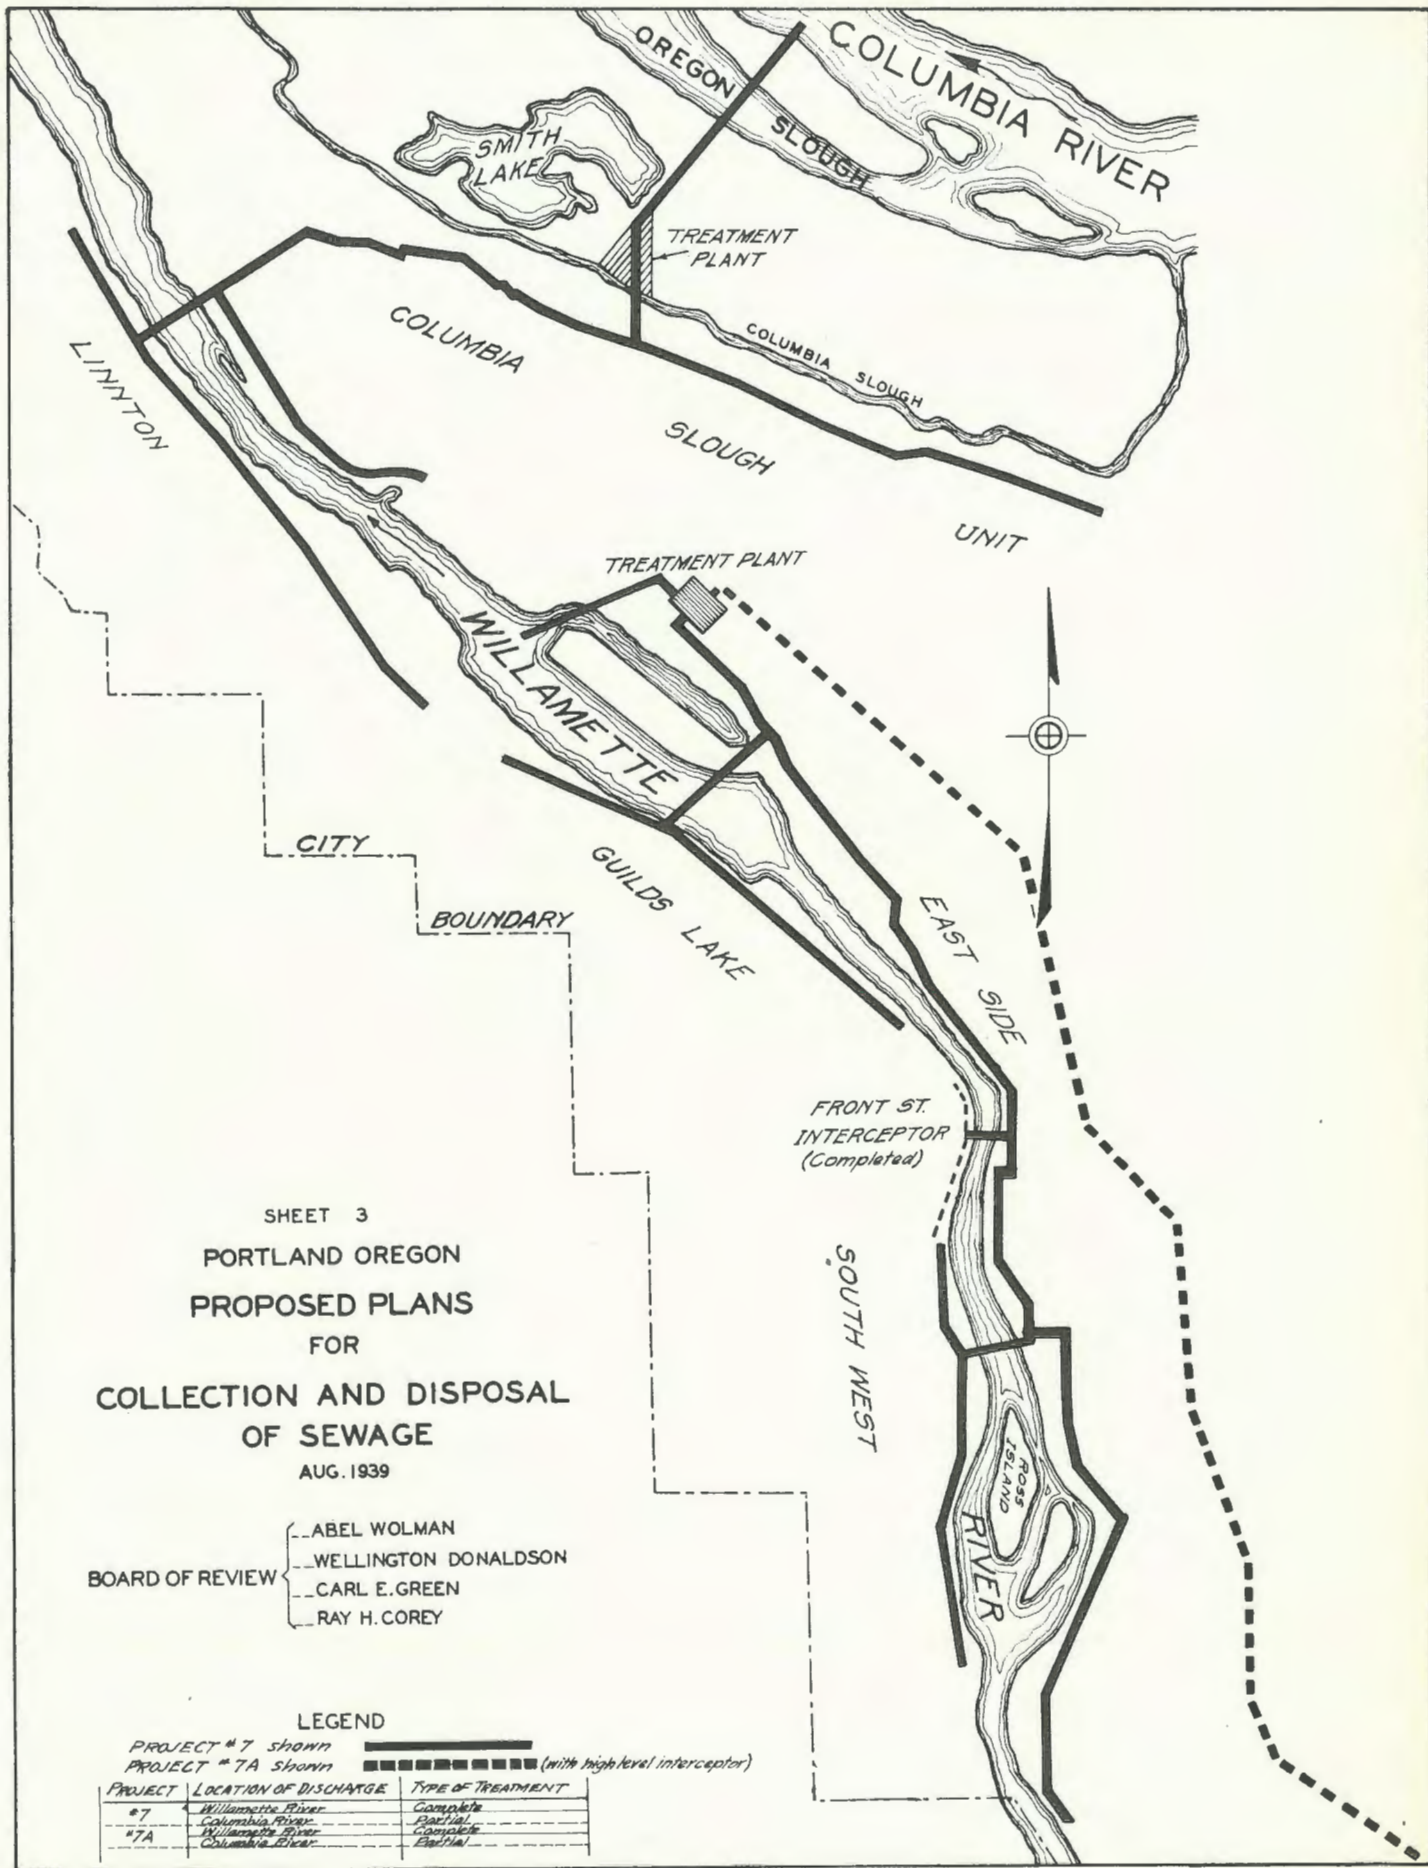 COLUMBIA RIVER
OREGON SLOUGH
SMITH
LAKE
TREATMENT
PLANT
COLUMBIA SLOUGH
COLUMBIA SLOUGH UNIT
LINNTON
TREATMENT PLANT
WILLAMETTE
CITY
BOUNDARY
GUILDS LAKE
EAST SIDE
FRONT ST.
INTERCEPTOR
(Completed)
SOUTH WEST
ROSS
ISLAND
RIVER
SHEET 3
PORTLAND OREGON
PROPOSED PLANS
FOR
COLLECTION AND DISPOSAL
OF SEWAGE
AUG. 1939
BOARD OF REVIEW
ABEL WOLMAN
WELLINGTON DONALDSON
CARL E. GREEN
RAY H. COREY
LEGEND
PROJECT #7 shown
PROJECT #7A shown (with high level interceptor)
PROJECT LOCATION OF DISCHARGE TYPE OF TREATMENT
#7 Willamette River Complete
Columbia River Partial
#7A Willamette River Complete
Columbia River Partial